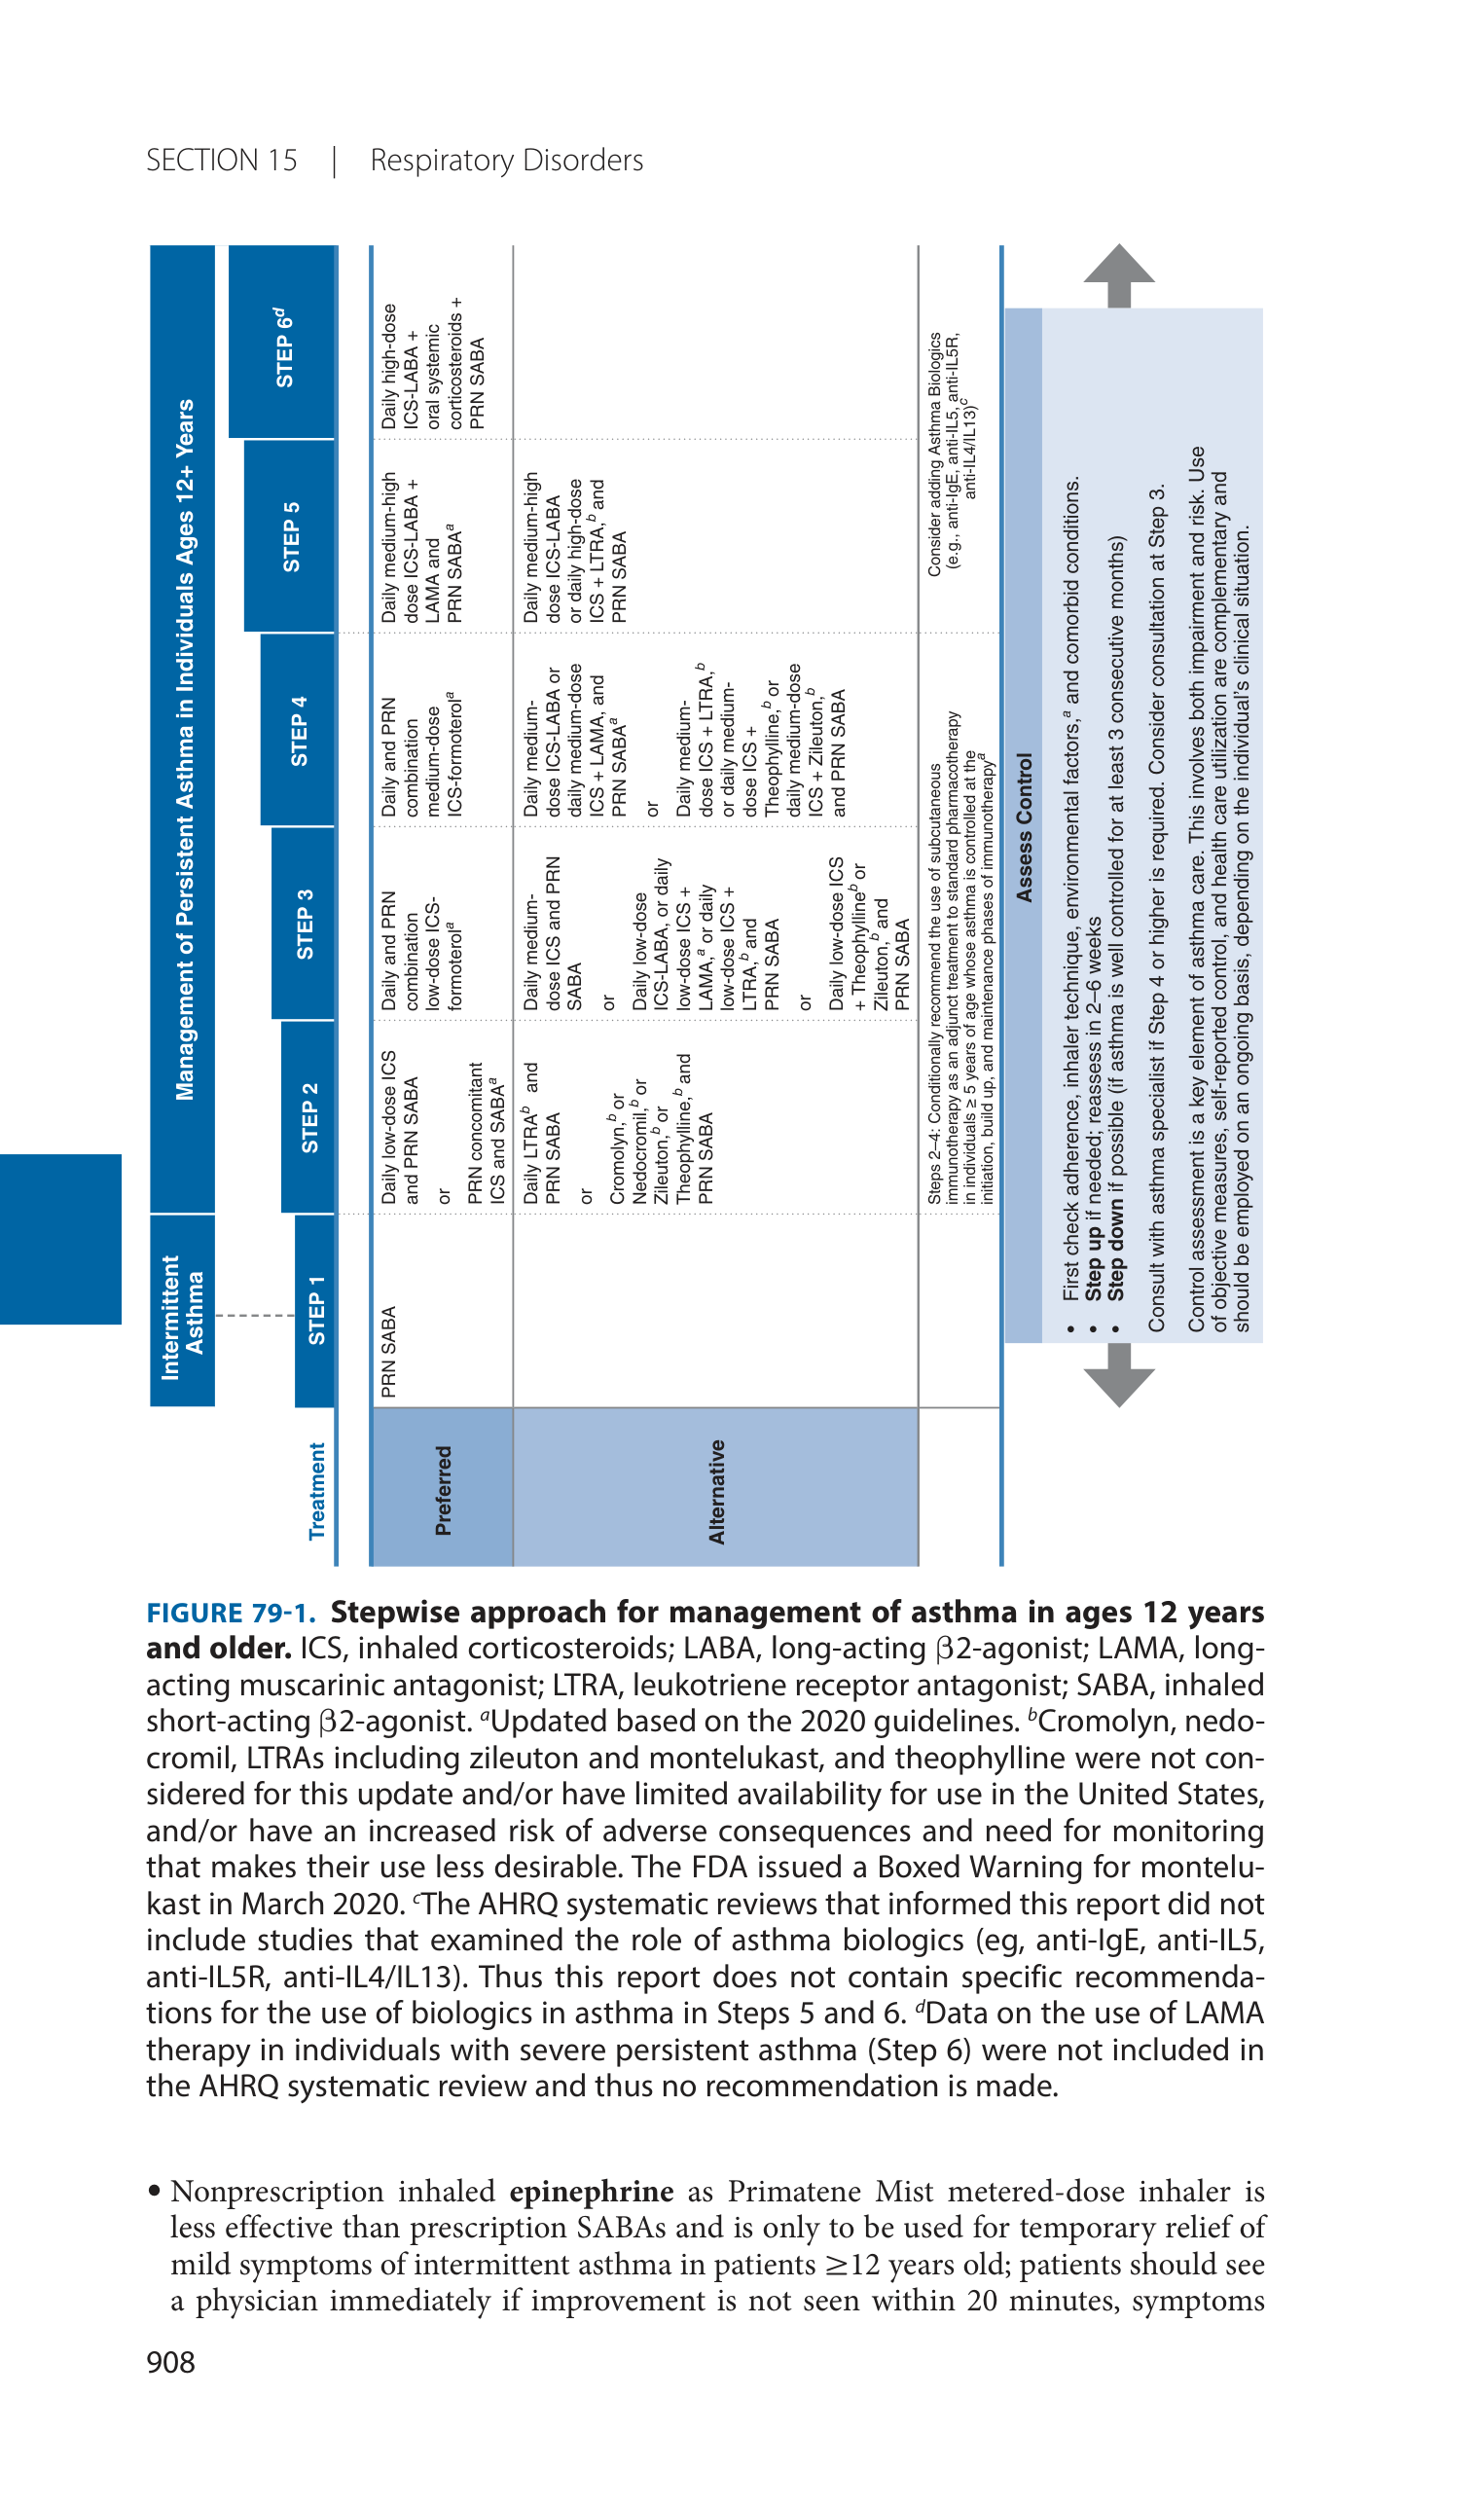 SECTION 15 | Respiratory Disorders
Intermittent
Asthma
Management of Persistent Asthma in Individuals Ages 12+ Years
Treatment
STEP 1
STEP 2
STEP 3
STEP 4
STEP 5
STEP 6d
Preferred
PRN SABA
Daily low-dose ICS
and PRN SABA
or
PRN concomitant
ICS and SABAa
Daily and PRN
combination
low-dose ICS-
formoterola
Daily and PRN
combination
medium-dose
ICS-formoterola
Daily medium-high
dose ICS-LABA +
LAMA and
PRN SABAa
Daily high-dose
ICS-LABA +
oral systemic
corticosteroids +
PRN SABA
Alternative
Daily LTRAb and
PRN SABA
or
Cromolyn,b or
Nedocromil,b or
Zileuton,b or
Theophylline,b and
PRN SABA
Daily medium-
dose ICS and PRN
SABA
or
Daily low-dose
ICS-LABA, or daily
low-dose ICS +
LAMA,a or daily
low-dose ICS +
LTRA,b and
PRN SABA
or
Daily low-dose ICS
+ Theophyllineb or
Zileuton,b and
PRN SABA
Daily medium-
dose ICS-LABA or
daily medium-dose
ICS + LAMA, and
PRN SABAa
or
Daily medium-
dose ICS + LTRA,b
or daily medium-
dose ICS +
Theophylline,b or
daily medium-dose
ICS + Zileuton,b
and PRN SABA
Daily medium-high
dose ICS-LABA
or daily high-dose
ICS + LTRA,b and
PRN SABA
Steps 2–4: Conditionally recommend the use of subcutaneous
immunotherapy as an adjunct treatment to standard pharmacotherapy
in individuals ≥ 5 years of age whose asthma is controlled at the
initiation, build up, and maintenance phases of immunotherapya
Consider adding Asthma Biologics
(e.g., anti-IgE, anti-IL5, anti-IL5R,
anti-IL4/IL13)c
Assess Control
• First check adherence, inhaler technique, environmental factors,a and comorbid conditions.
• Step up if needed; reassess in 2–6 weeks
• Step down if possible (if asthma is well controlled for at least 3 consecutive months)
Consult with asthma specialist if Step 4 or higher is required. Consider consultation at Step 3.
Control assessment is a key element of asthma care. This involves both impairment and risk. Use
of objective measures, self-reported control, and health care utilization are complementary and
should be employed on an ongoing basis, depending on the individual's clinical situation.
FIGURE 79-1. Stepwise approach for management of asthma in ages 12 years
and older. ICS, inhaled corticosteroids; LABA, long-acting β2-agonist; LAMA, long-
acting muscarinic antagonist; LTRA, leukotriene receptor antagonist; SABA, inhaled
short-acting β2-agonist. aUpdated based on the 2020 guidelines. bCromolyn, nedo-
cromil, LTRAs including zileuton and montelukast, and theophylline were not con-
sidered for this update and/or have limited availability for use in the United States,
and/or have an increased risk of adverse consequences and need for monitoring
that makes their use less desirable. The FDA issued a Boxed Warning for montelu-
kast in March 2020. cThe AHRQ systematic reviews that informed this report did not
include studies that examined the role of asthma biologics (eg, anti-IgE, anti-IL5,
anti-IL5R, anti-IL4/IL13). Thus this report does not contain specific recommenda-
tions for the use of biologics in asthma in Steps 5 and 6. dData on the use of LAMA
therapy in individuals with severe persistent asthma (Step 6) were not included in
the AHRQ systematic review and thus no recommendation is made.
• Nonprescription inhaled epinephrine as Primatene Mist metered-dose inhaler is
less effective than prescription SABAs and is only to be used for temporary relief of
mild symptoms of intermittent asthma in patients ≥12 years old; patients should see
a physician immediately if improvement is not seen within 20 minutes, symptoms
908